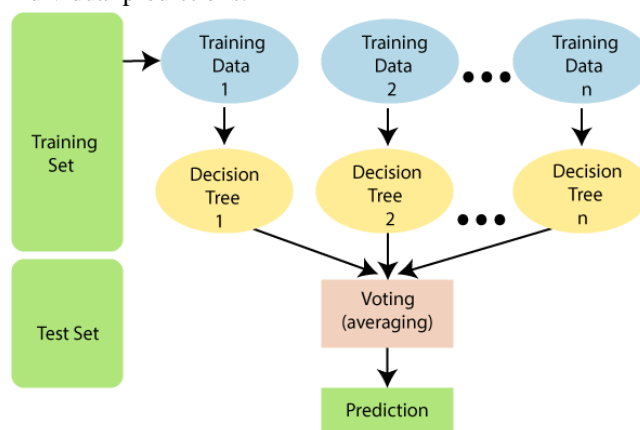 Training
Data
1
Training
Data
2
Training
Data
n
Training
Set
Decision
Tree
1
Decision
Tree
2
Decision
Tree
n
Voting
(averaging)
Test Set
Prediction